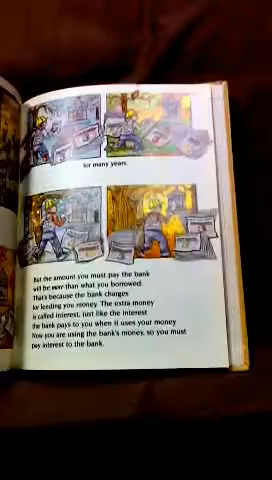 for many years.
But the amount you must pay the bank
will be more than what you borrowed.
That's because the bank charges
for lending you money. The extra money
is called interest, just like the interest
the bank pays to you when it uses your money
Now you are using the bank's money, so you must
pay interest to the bank.